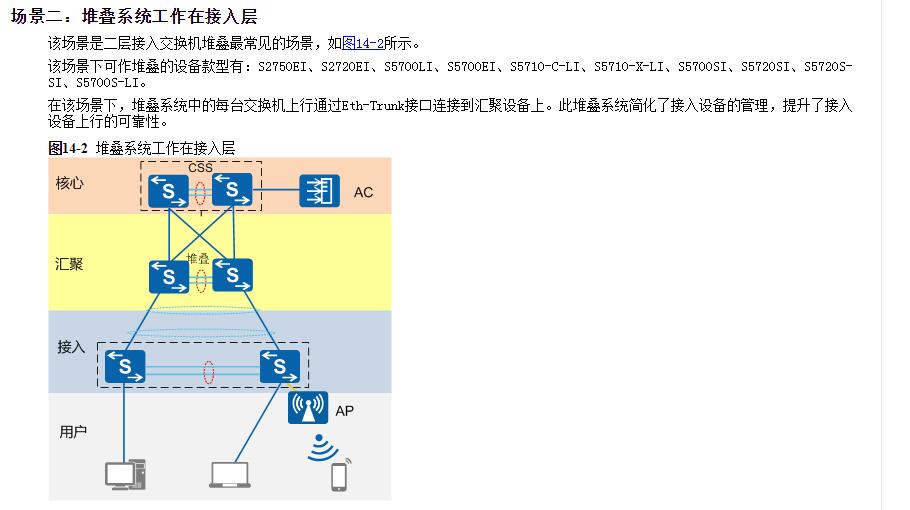 场景二：堆叠系统工作在接入层
该场景是二层接入交换机堆叠最常见的场景，如图14-2所示。
该场景下可作堆叠的设备款型有：S2750EI、S2720EI、S5700LI、S5700EI、S5710-C-LI、S5710-X-LI、S5700SI、S5720SI、S5720S-
SI、S5700S-LI。
在该场景下，堆叠系统中的每台交换机上行通过Eth-Trunk接口连接到汇聚设备上。此堆叠系统简化了接入设备的管理，提升了接入
设备上行的可靠性。
图14-2 堆叠系统工作在接入层
CSS
核心
S
S
AC
堆叠
汇聚
S
S
接入
S
S
AP
用户